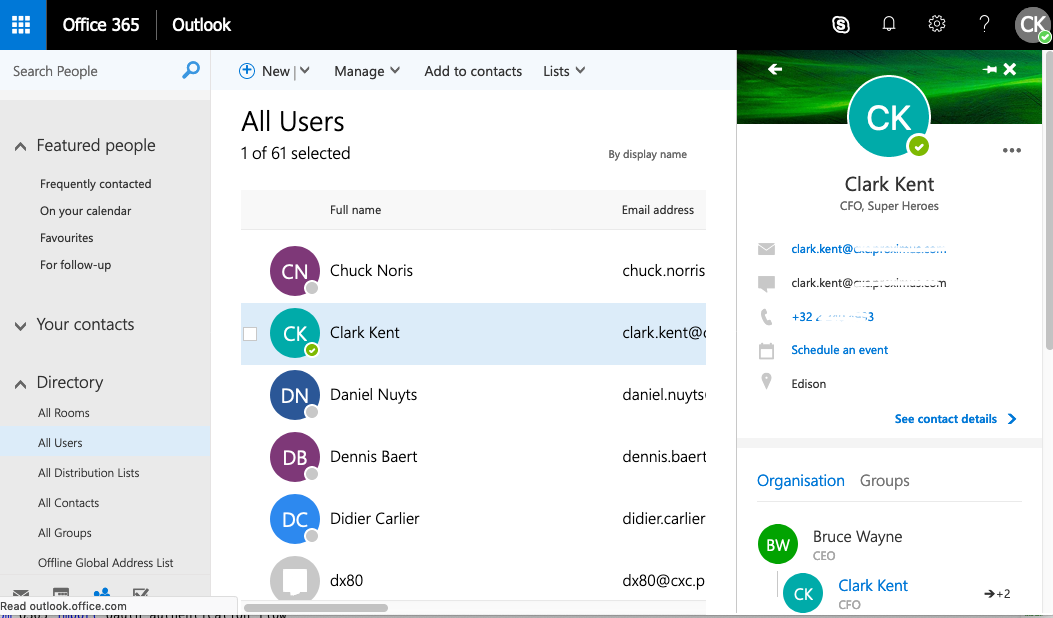 Office 365 Outlook CK
Search People
New Manage Add to contacts Lists
Featured people
Frequently contacted
On your calendar
Favourites
For follow-up
Your contacts
Directory
All Rooms
All Users
All Distribution Lists
All Contacts
All Groups
Offline Global Address List
Read outlook.office.com
All Users
1 of 61 selected
By display name
Full name Email address
CN Chuck Noris chuck.norris
CK Clark Kent clark.kent@c
DN Daniel Nuyts daniel.nuyts
DB Dennis Baert dennis.baert
DC Didier Carlier didier.carlier
dx80 dx80@cxc.p
CK
Clark Kent
CFO, Super Heroes
clark.kent@
clark.kent@
+32
Schedule an event
Edison
See contact details
Organisation Groups
BW Bruce Wayne
CEO
CK Clark Kent
CFO
+2